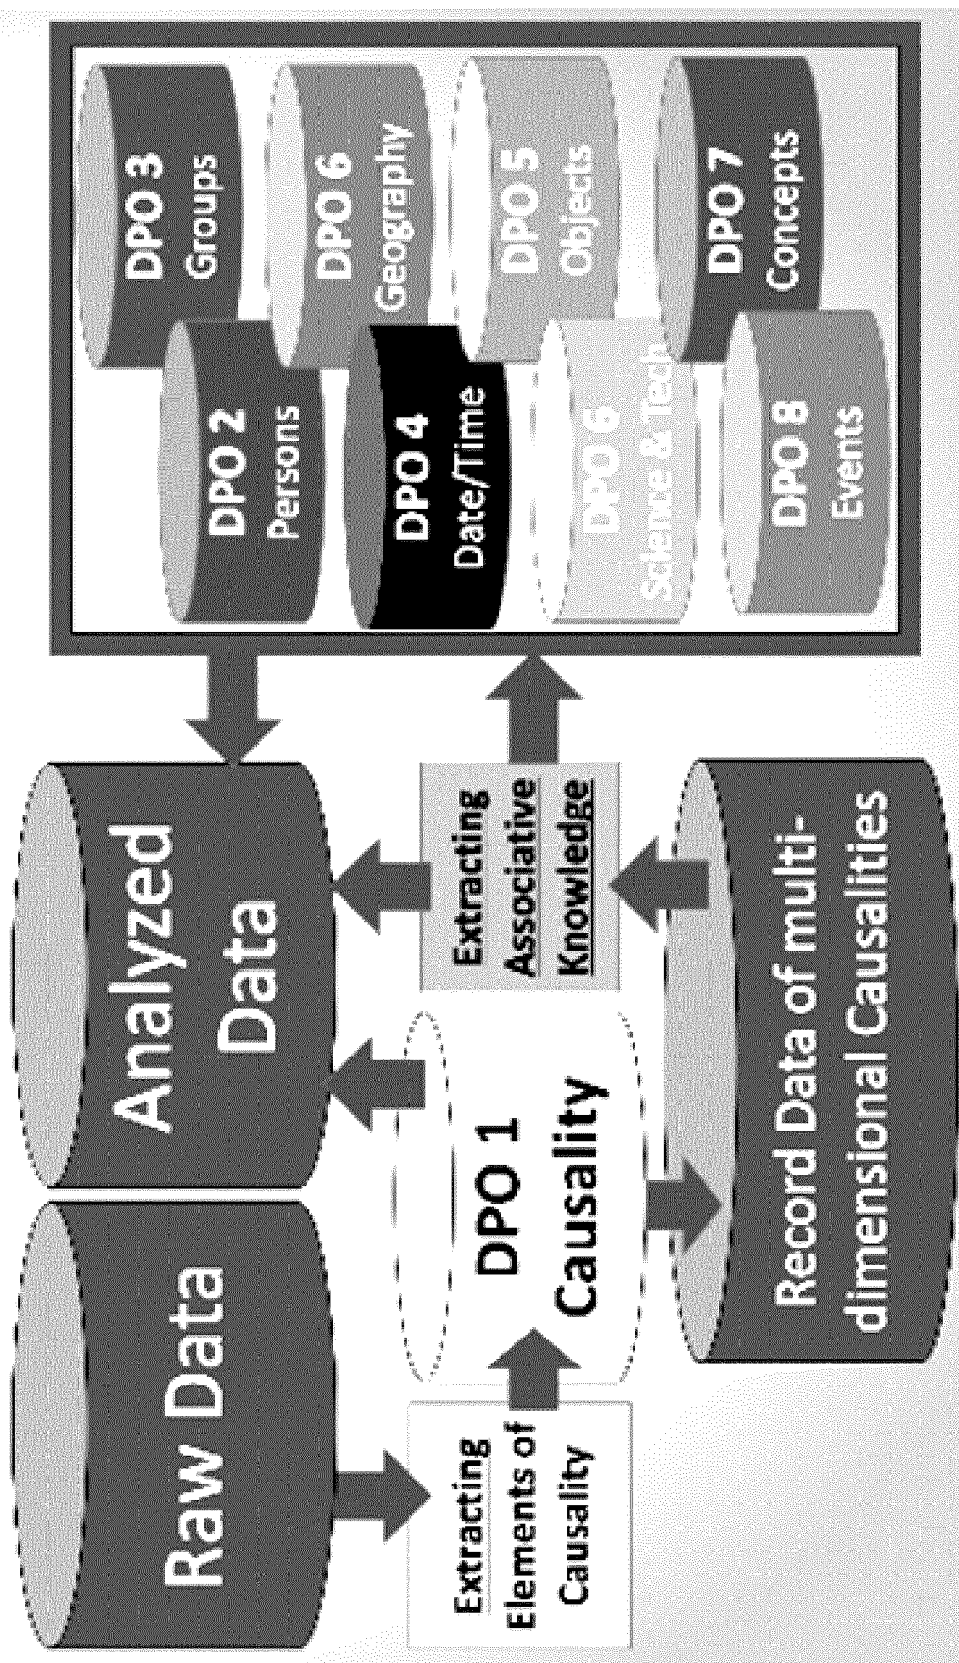 Raw Data
Analyzed
Data
Extracting
Elements of
Causality
DPO 1
Causality
Extracting
Associative
Knowledge
Record Data of multi-
dimensional Causalities
DPO 3
Groups
DPO 2
Persons
DPO 6
Geography
DPO 4
Date/Time
DPO 5
Objects
DPO 6
Science & Tech
DPO 7
Concepts
DPO 8
Events